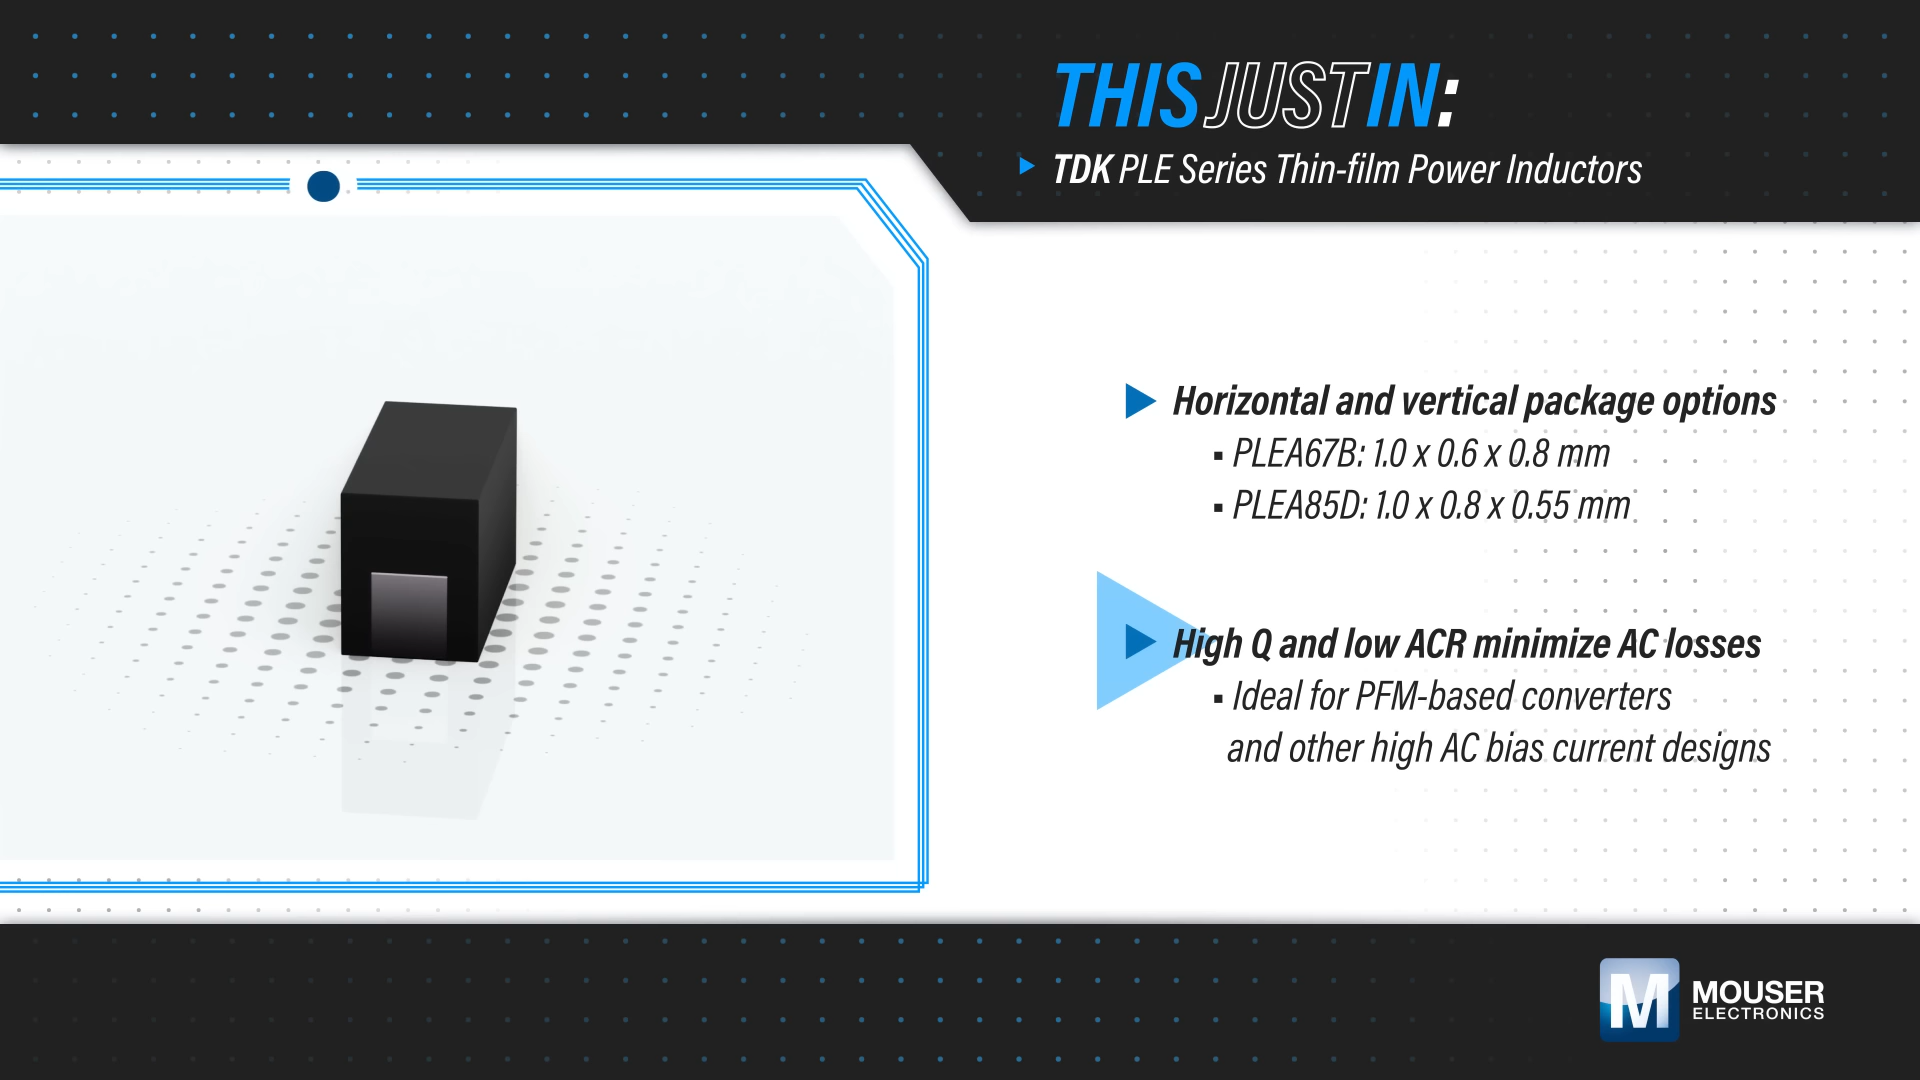 THIS JUST IN:
TDK PLE Series Thin-film Power Inductors
Horizontal and vertical package options
▪ PLEA67B: 1.0 x 0.6 x 0.8 mm
▪ PLEA85D: 1.0 x 0.8 x 0.55 mm
High Q and low ACR minimize AC losses
▪ Ideal for PFM-based converters
and other high AC bias current designs
M
MOUSER
ELECTRONICS